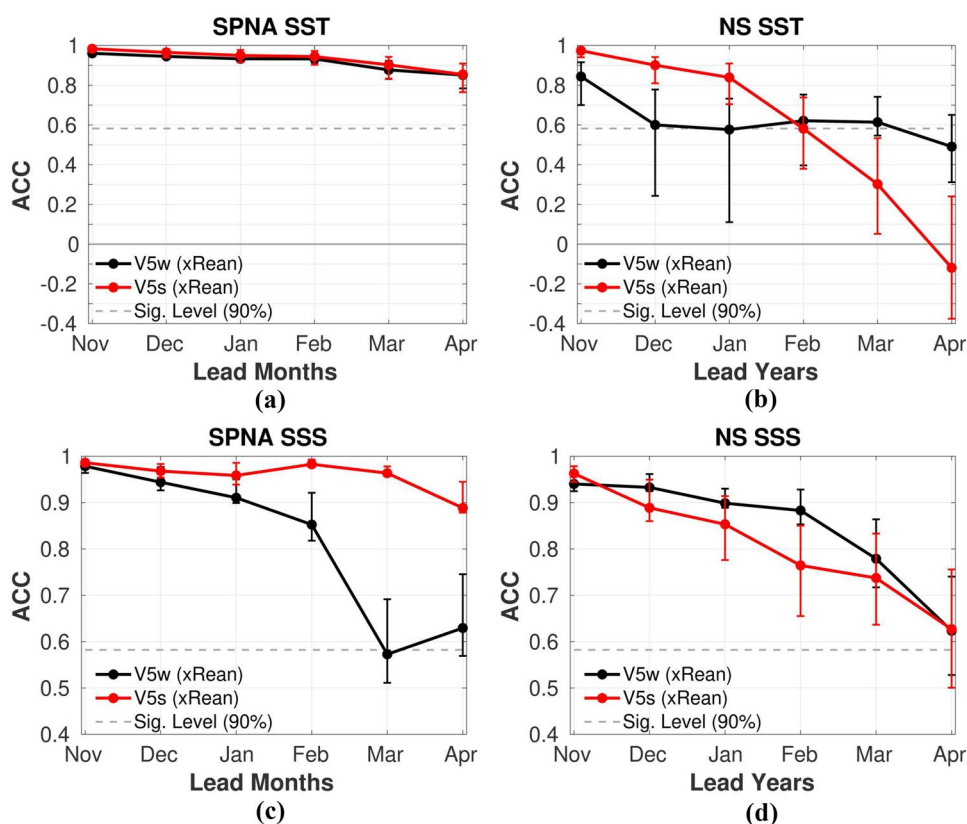 SPNA SST
1
0.8
0.6
0.4
0.2
0
-0.2
-0.4
ACC
V5w (xRean)
V5s (xRean)
Sig. Level (90%)
Nov Dec Jan Feb Mar Apr
Lead Months
(a)
NS SST
1
0.8
0.6
0.4
0.2
0
-0.2
-0.4
ACC
V5w (xRean)
V5s (xRean)
Sig. Level (90%)
Nov Dec Jan Feb Mar Apr
Lead Years
(b)
SPNA SSS
1
0.9
0.8
0.7
0.6
0.5
0.4
ACC
V5w (xRean)
V5s (xRean)
Sig. Level (90%)
Nov Dec Jan Feb Mar Apr
Lead Months
(c)
NS SSS
1
0.9
0.8
0.7
0.6
0.5
0.4
ACC
V5w (xRean)
V5s (xRean)
Sig. Level (90%)
Nov Dec Jan Feb Mar Apr
Lead Years
(d)